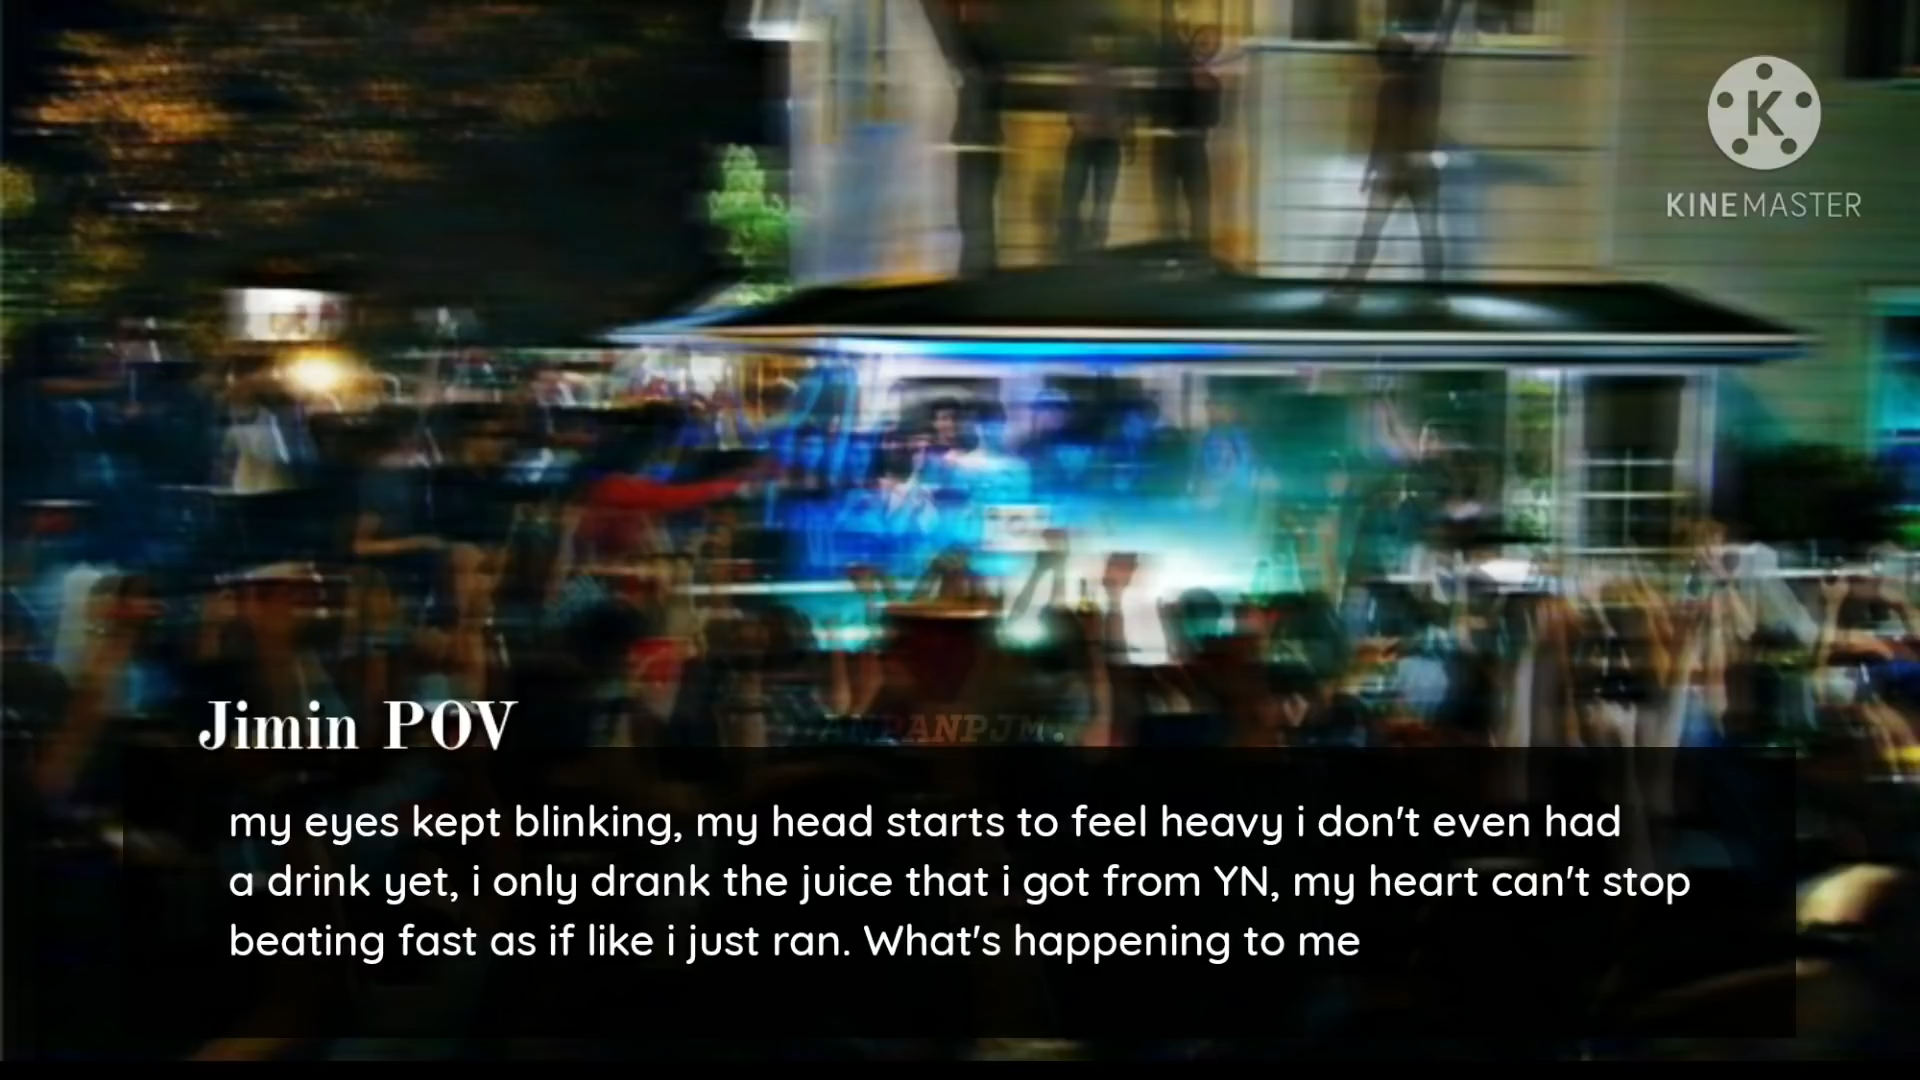 K
KINEMASTER
Jimin POV
ANPANPJM.
my eyes kept blinking, my head starts to feel heavy i don't even had
a drink yet, i only drank the juice that i got from YN, my heart can't stop
beating fast as if like i just ran. What's happening to me